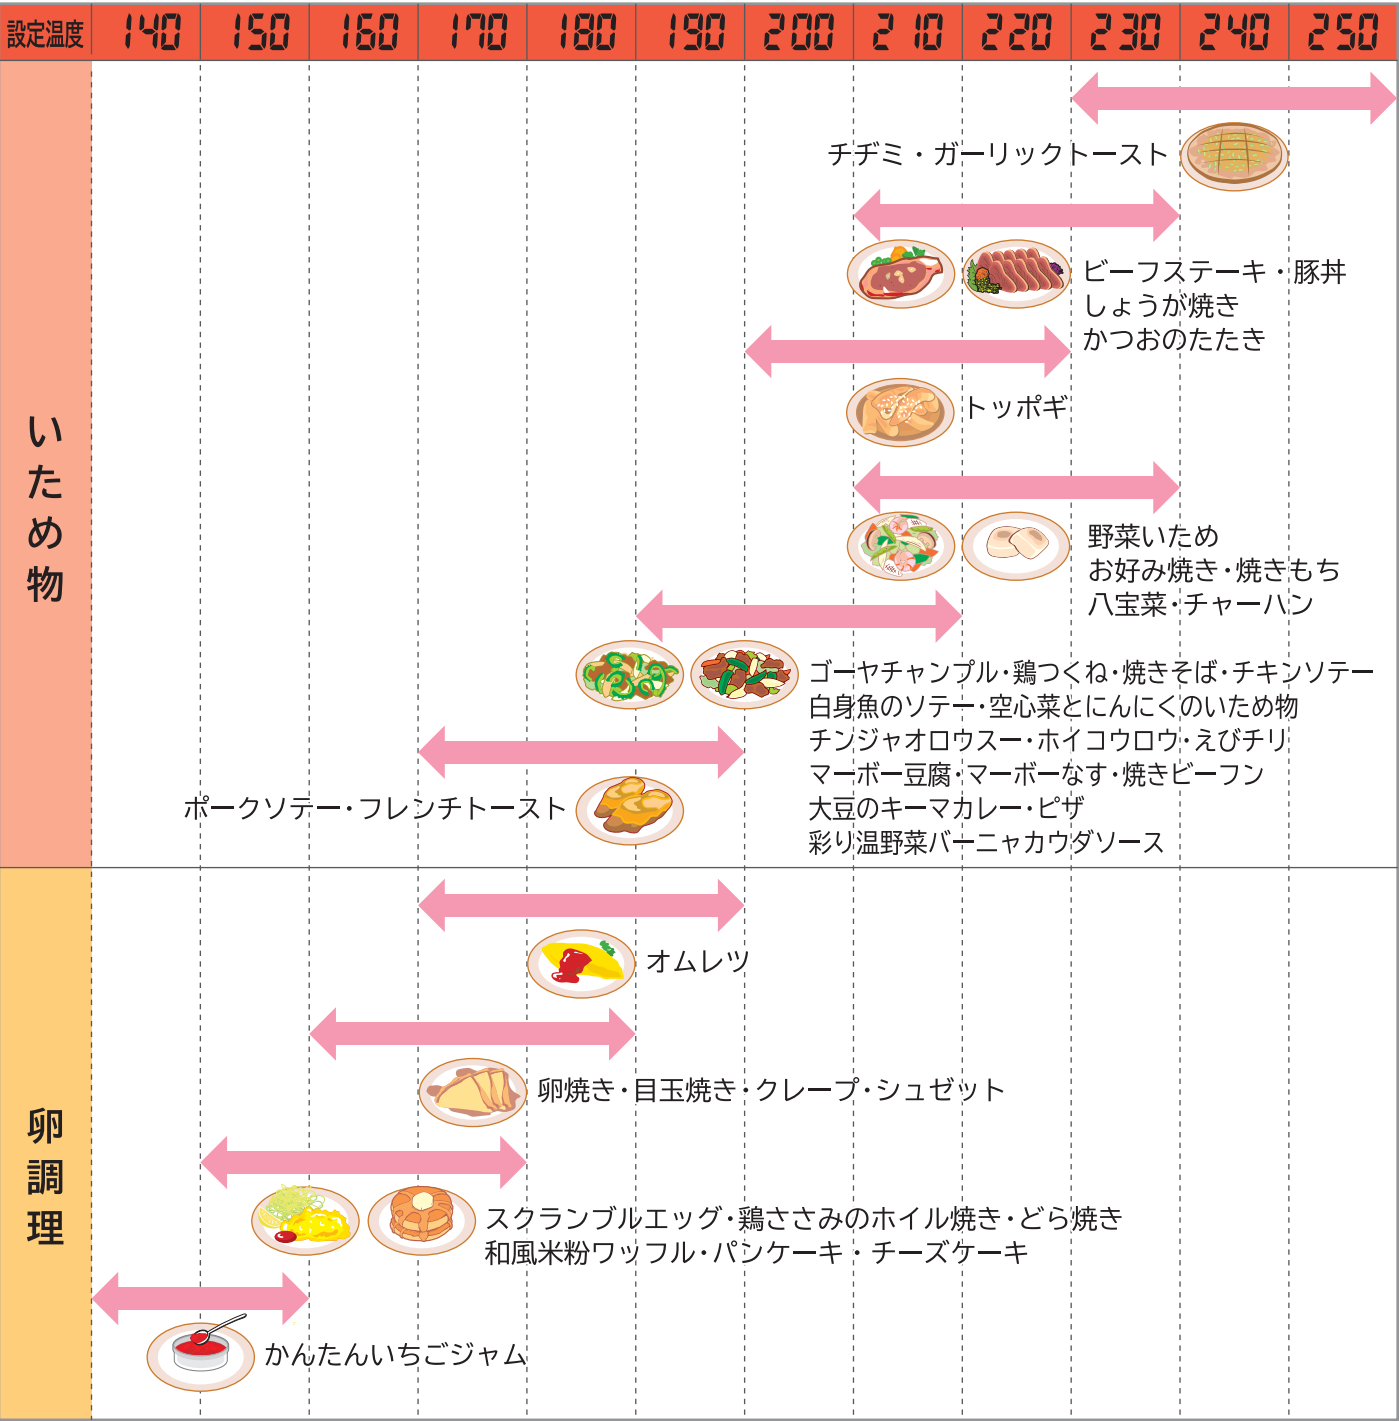 設定温度 140 150 160 170 180 190 200 210 220 230 240 250
いため物
チヂミ・ガーリックトースト
ビーフステーキ・豚丼
しょうが焼き
かつおのたたき
トッポギ
野菜いため
お好み焼き・焼きもち
八宝菜・チャーハン
ゴーヤチャンプル・鶏つくね・焼きそば・チキンソテー
白身魚のソテー・空心菜とにんにくのいため物
チンジャオロウスー・ホイコウロウ・えびチリ
マーボー豆腐・マーボーなす・焼きビーフン
大豆のキーマカレー・ピザ
彩り温野菜バーニャカウダソース
ポークソテー・フレンチトースト
卵調理
オムレツ
卵焼き・目玉焼き・クレープ・シュゼット
スクランブルエッグ・鶏ささみのホイル焼き・どら焼き
和風米粉ワッフル・パンケーキ・チーズケーキ
かんたんいちごジャム